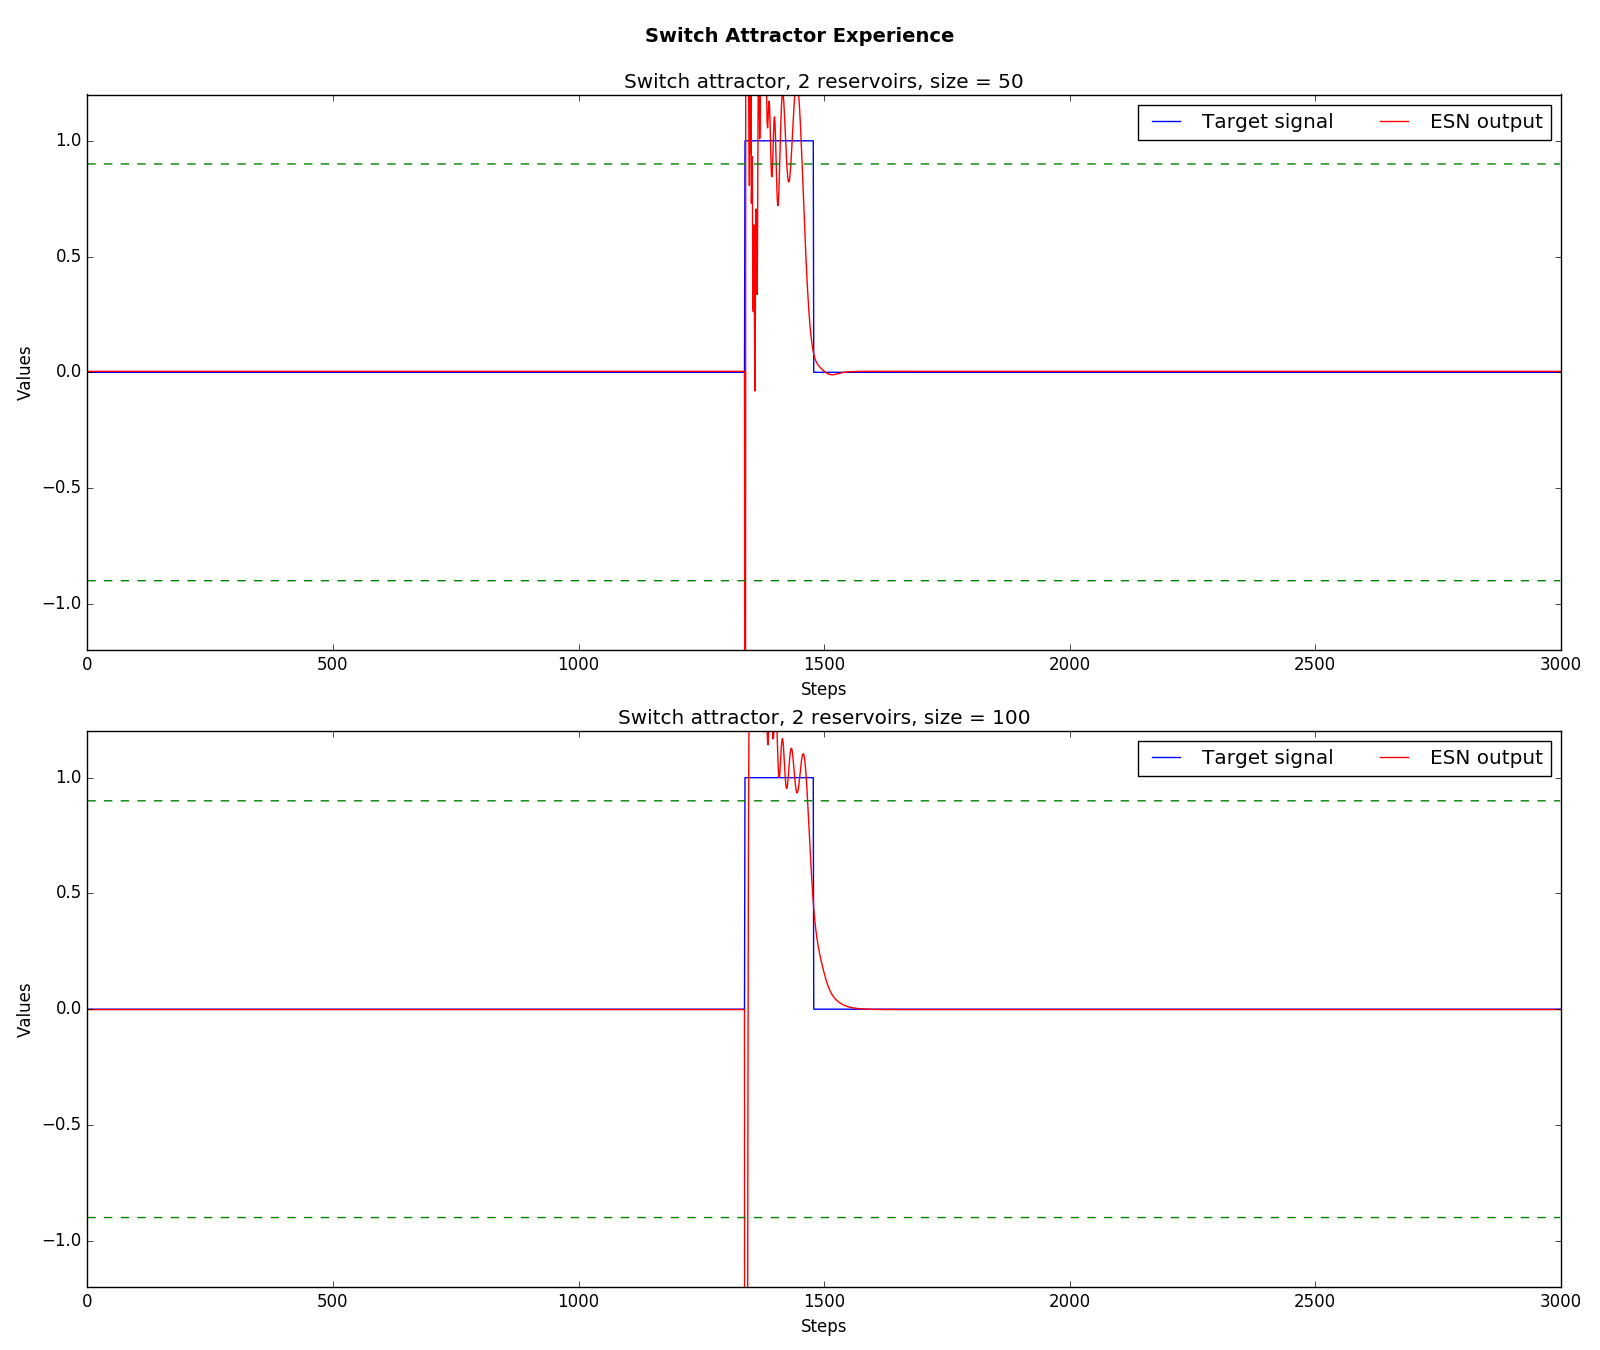 Switch Attractor Experience
Switch attractor, 2 reservoirs, size = 50
Target signal ESN output
1.0
0.5
0.0
−0.5
−1.0
Values
0 500 1000 1500 2000 2500 3000
Steps
Switch attractor, 2 reservoirs, size = 100
Target signal ESN output
1.0
0.5
0.0
−0.5
−1.0
Values
0 500 1000 1500 2000 2500 3000
Steps